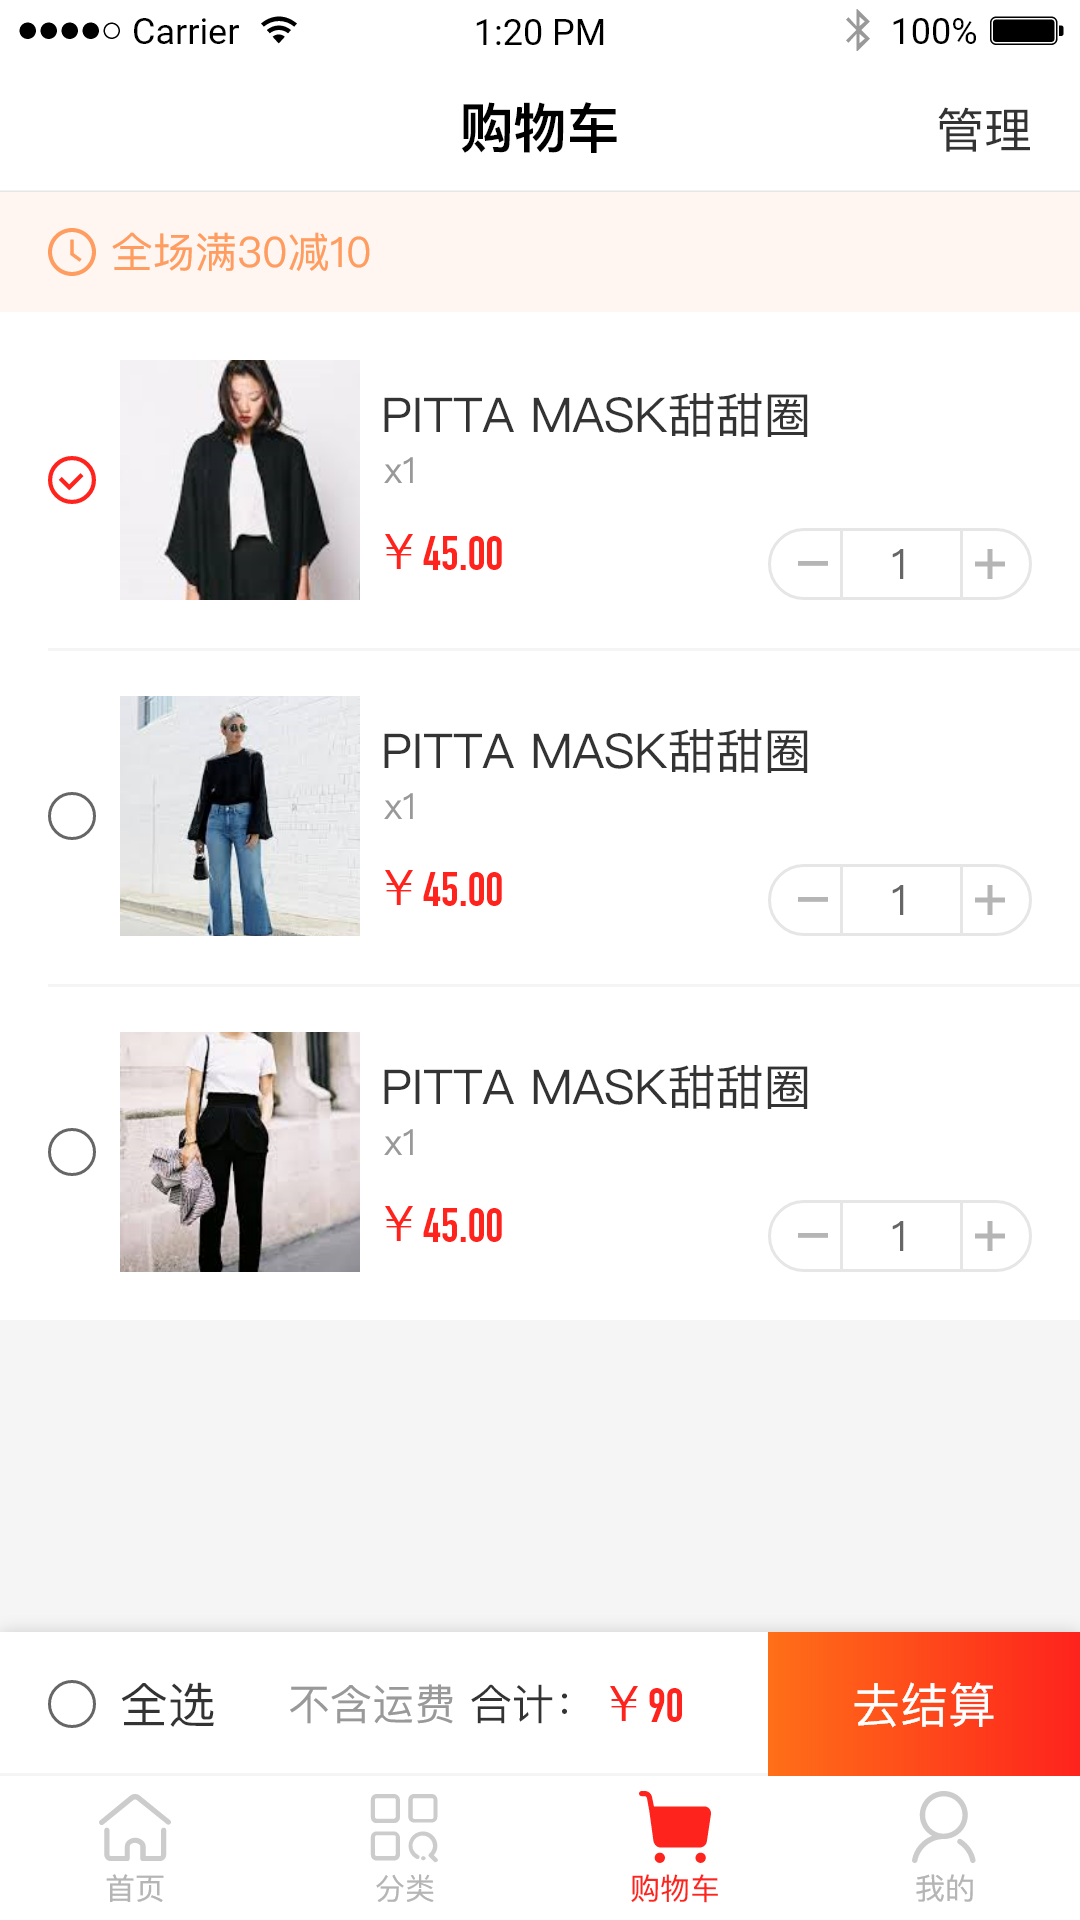 Carrier 1:20 PM 100%
购物车 管理
全场满30减10
PITTA MASK甜甜圈
x1
￥45.00
1
PITTA MASK甜甜圈
x1
￥45.00
1
PITTA MASK甜甜圈
x1
￥45.00
1
全选 不含运费 合计： ￥90 去结算
首页 分类 购物车 我的